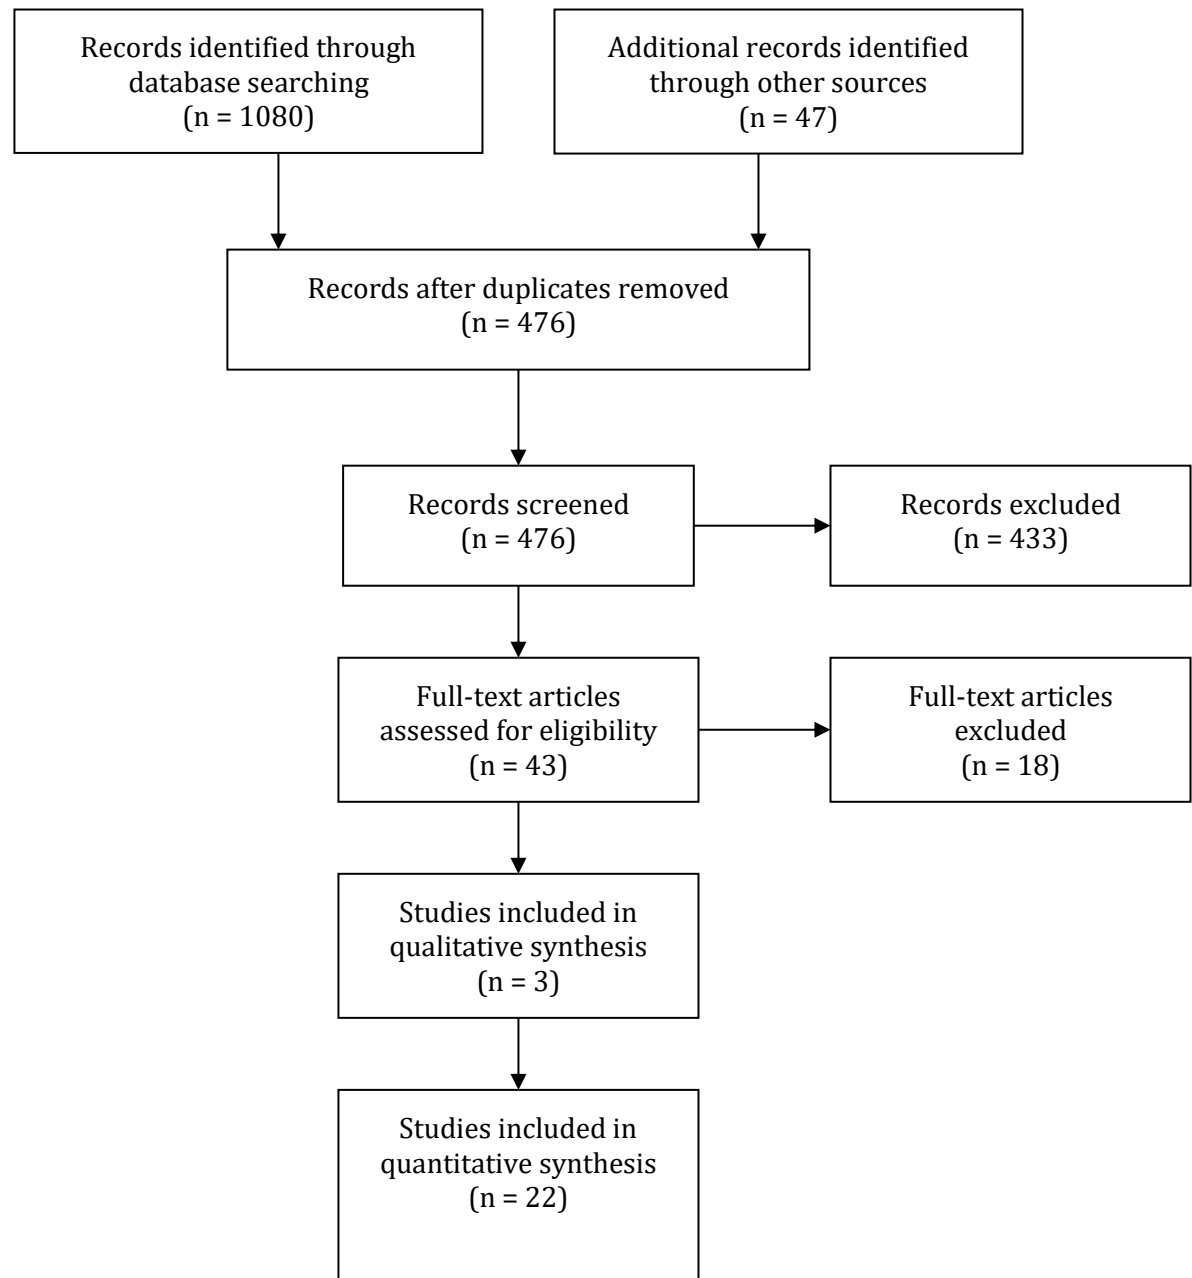 Records identified through
database searching
(n = 1080)
Additional records identified
through other sources
(n = 47)
Records after duplicates removed
(n = 476)
Records screened
(n = 476)
Records excluded
(n = 433)
Full-text articles
assessed for eligibility
(n = 43)
Full-text articles
excluded
(n = 18)
Studies included in
qualitative synthesis
(n = 3)
Studies included in
quantitative synthesis
(n = 22)